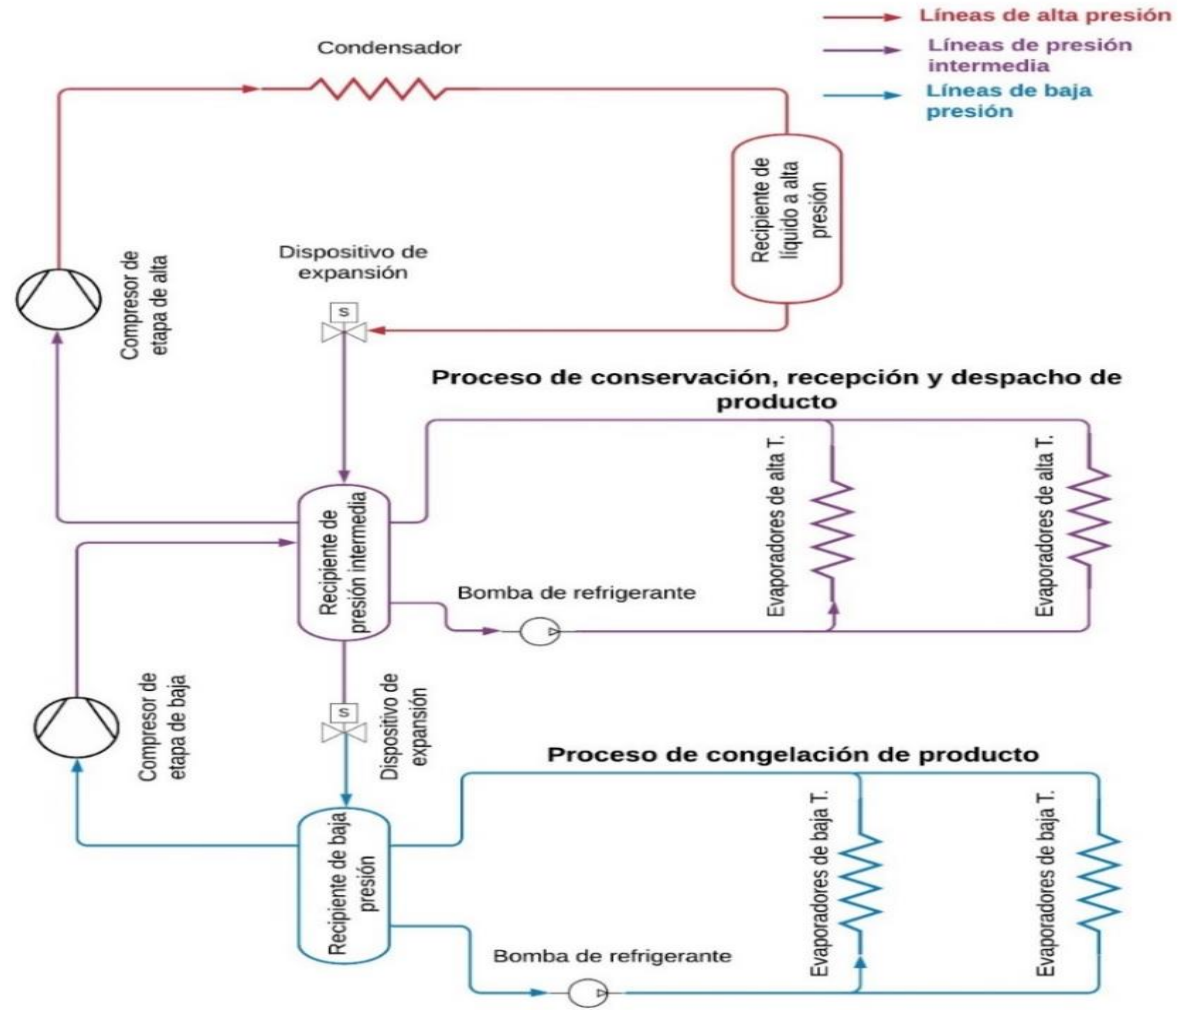 Líneas de alta presión
Líneas de presión
intermedia
Líneas de baja
presión
Condensador
Recipiente de
líquido a alta
presión
Compresor de
etapa de alta
Dispositivo de
expansión
S
Proceso de conservación, recepción y despacho de
producto
Evaporadores de alta T.
Evaporadores de alta T.
Recipiente de
presión intermedia
Bomba de refrigerante
Compresor de
etapa de baja
S
Dispositivo de
expansión
Proceso de congelación de producto
Evaporadores de baja T.
Evaporadores de baja T.
Recipiente de baja
presión
Bomba de refrigerante